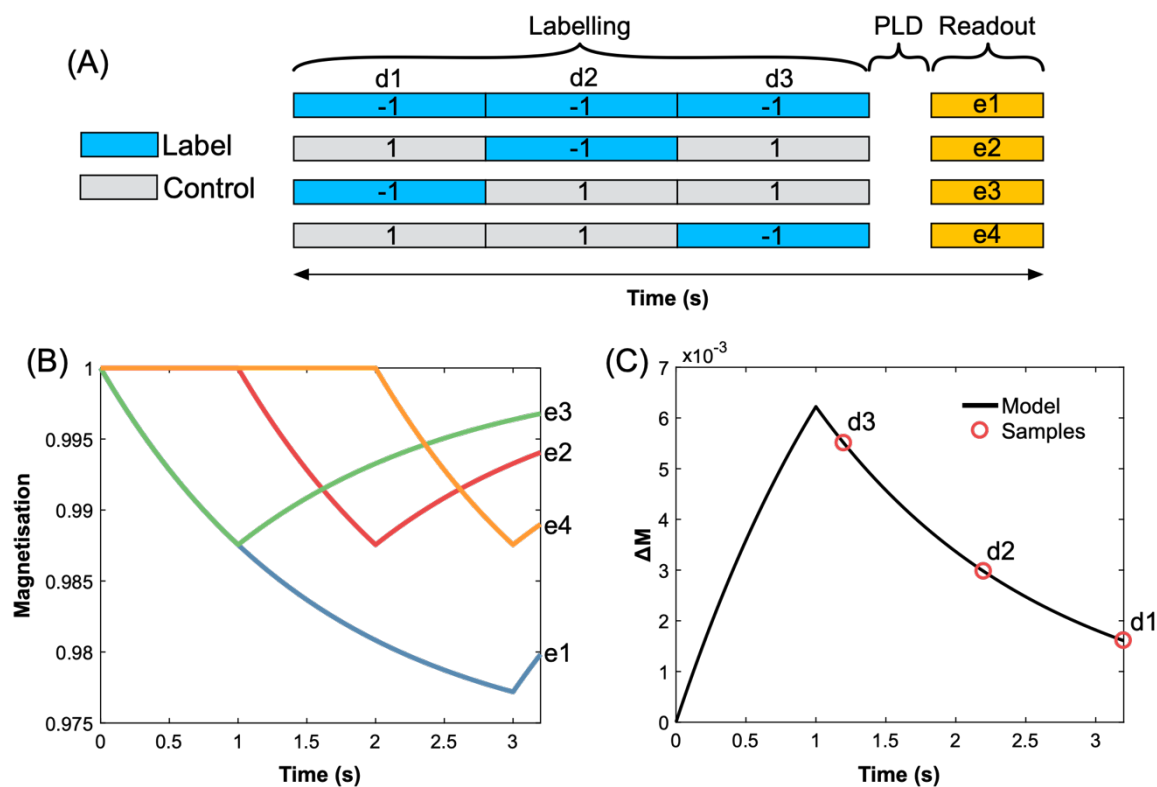 (A)
Labelling PLD Readout
d1 d2 d3
-1 -1 -1 e1
Label 1 -1 1 e2
Control -1 1 1 e3
1 1 -1 e4
Time (s)
(B)
1
0.995
0.99
0.985
0.98
0.975
Magnetisation
e3
e2
e4
e1
0 0.5 1 1.5 2 2.5 3
Time (s)
(C)
x10⁻³
7
6
5
4
3
2
1
0
ΔM
Model
Samples
d3
d2
d1
0 0.5 1 1.5 2 2.5 3
Time (s)